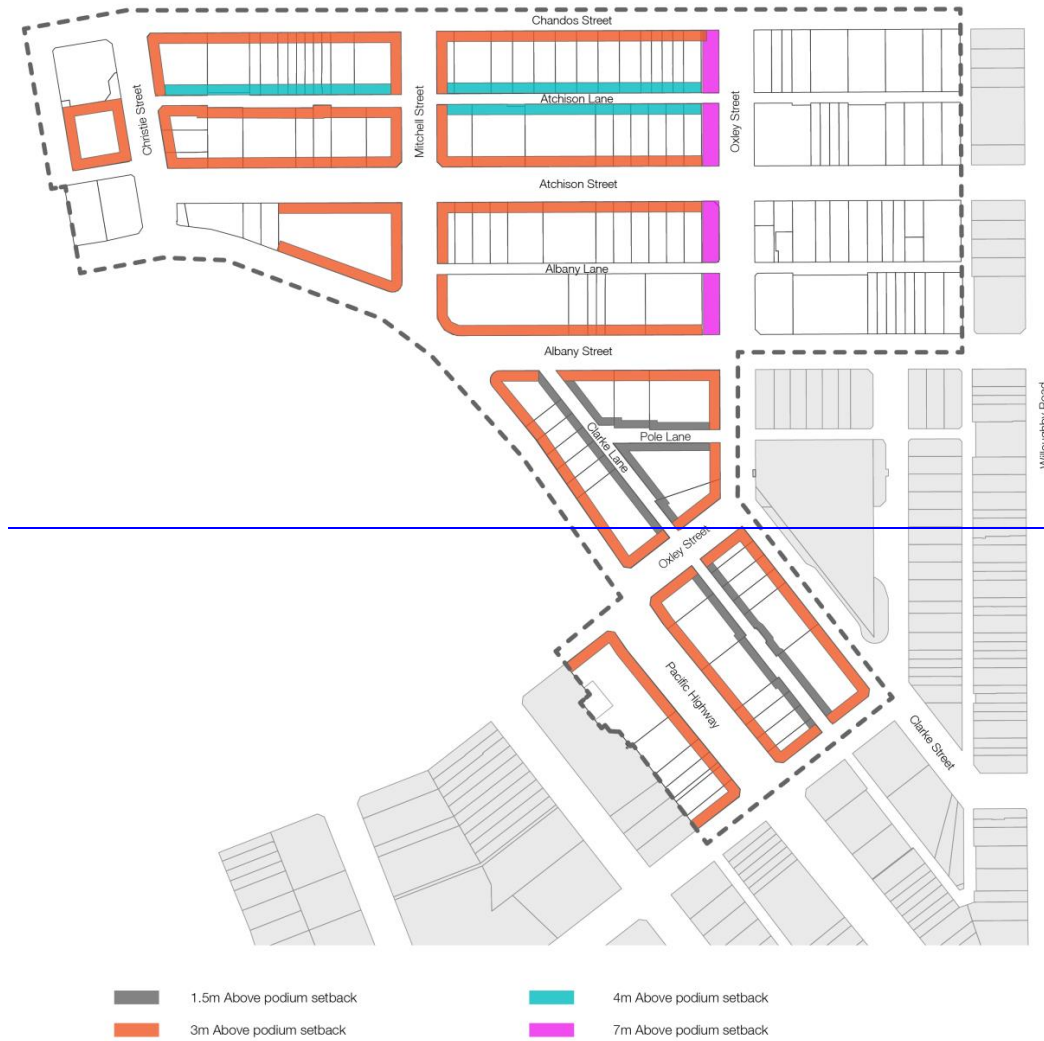 Chandos Street
Christie Street
Mitchell Street
Atchison Lane
Oxley Street
Atchison Street
Albany Lane
Albany Street
Clarke Lane
Pole Lane
Willoughby Road
Oxley Street
Pacific Highway
Clarke Street
1.5m Above podium setback
4m Above podium setback
3m Above podium setback
7m Above podium setback